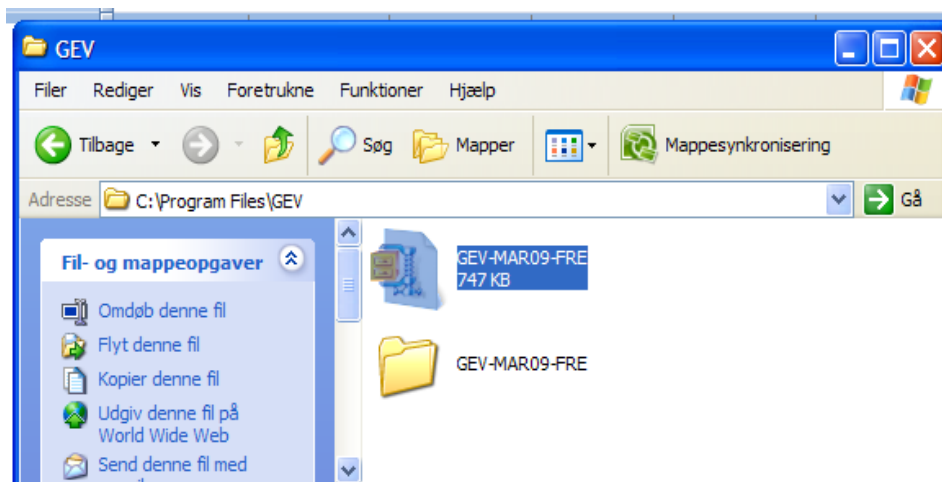 GEV
Filer Rediger Vis Foretrukne Funktioner Hjælp
Tilbage Søg Mapper Mappesynkronisering
Adresse C:\Program Files\GEV Gå
Fil- og mappeopgaver
Omdøb denne fil
Flyt denne fil
Kopier denne fil
Udgiv denne fil på
World Wide Web
Send denne fil med
GEV-MAR09-FRE
747 KB
GEV-MAR09-FRE